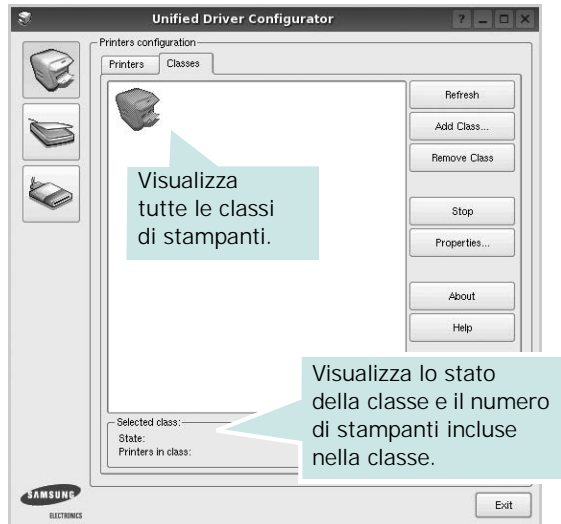 Unified Driver Configurator
Printers configuration
Printers Classes
Refresh
Add Class...
Remove Class
Visualizza
tutte le classi
di stampanti.
Stop
Properties...
About
Help
Visualizza lo stato
della classe e il numero
di stampanti incluse
nella classe.
Selected class:
State:
Printers in class:
SAMSUNG
ELECTRONICS
Exit